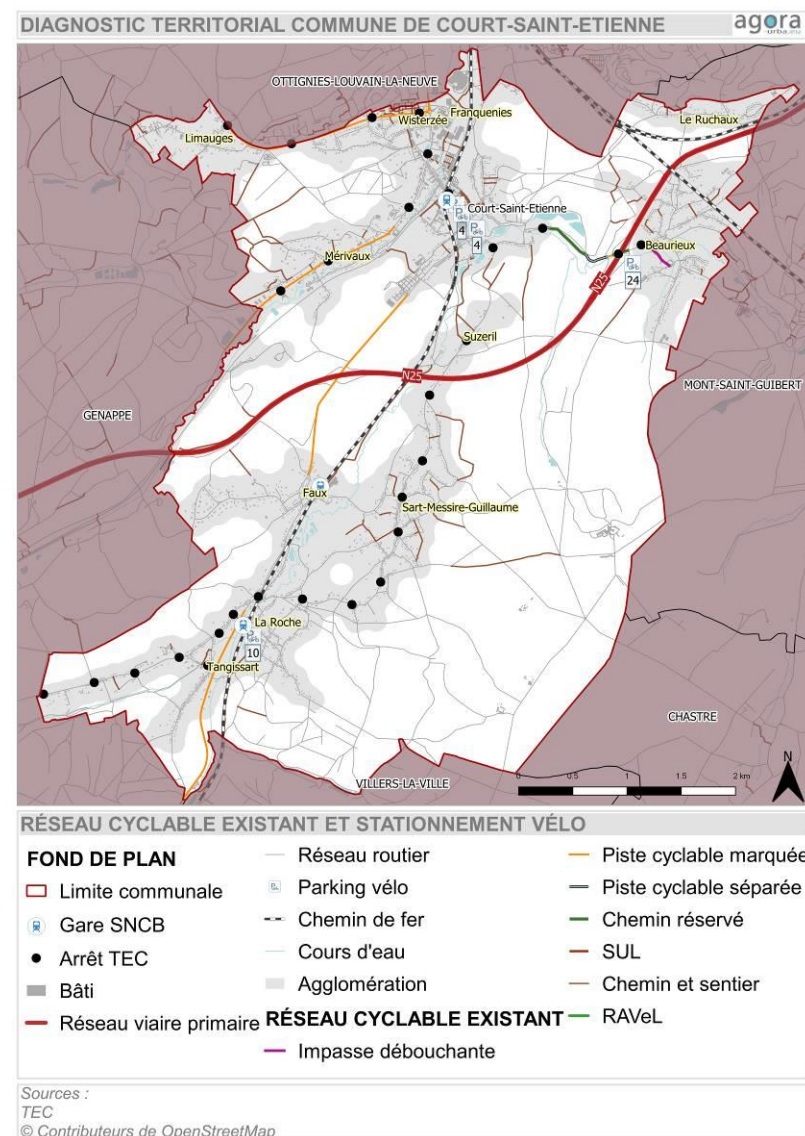 DIAGNOSTIC TERRITORIAL COMMUNE DE COURT-SAINT-ETIENNE
agora
-urba.eu
OTTIGNIES-LOUVAIN-LA-NEUVE
Franquenies
Wisterzée
Le Ruchaux
Limauges
Court-Saint-Etienne
4
4
Beaurieux
24
Mérivaux
N25
Suzeril
N25
MONT-SAINT-GUIBERT
GENAPPE
Faux
Sart-Messire-Guillaume
La Roche
10
Tangissart
CHASTRE
VILLERS-LA-VILLE
N
0 0.5 1 1.5 2 km
RÉSEAU CYCLABLE EXISTANT ET STATIONNEMENT VÉLO
FOND DE PLAN
Limite communale
Gare SNCB
Arrêt TEC
Bâti
Réseau viaire primaire
Réseau routier
Parking vélo
Chemin de fer
Cours d'eau
Agglomération
RÉSEAU CYCLABLE EXISTANT
Impasse débouchante
Piste cyclable marquée
Piste cyclable séparée
Chemin réservé
SUL
Chemin et sentier
RAVeL
Sources :
TEC
© Contributeurs de OpenStreetMap